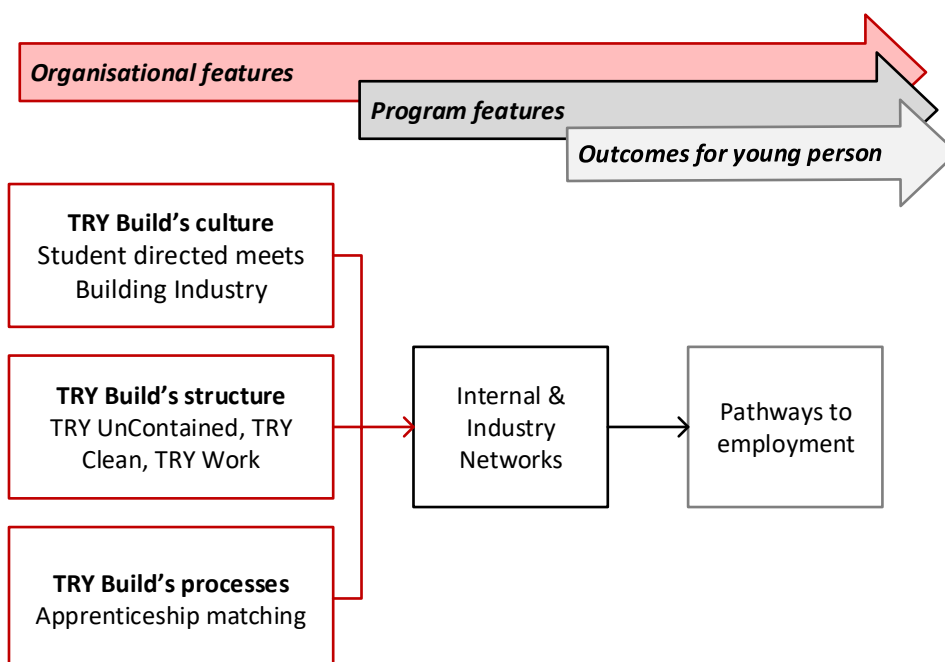 Organisational features
Program features
Outcomes for young person
TRY Build’s culture
Student directed meets
Building Industry
TRY Build’s structure
TRY UnContained, TRY
Clean, TRY Work
TRY Build’s processes
Apprenticeship matching
Internal &
Industry
Networks
Pathways to
employment